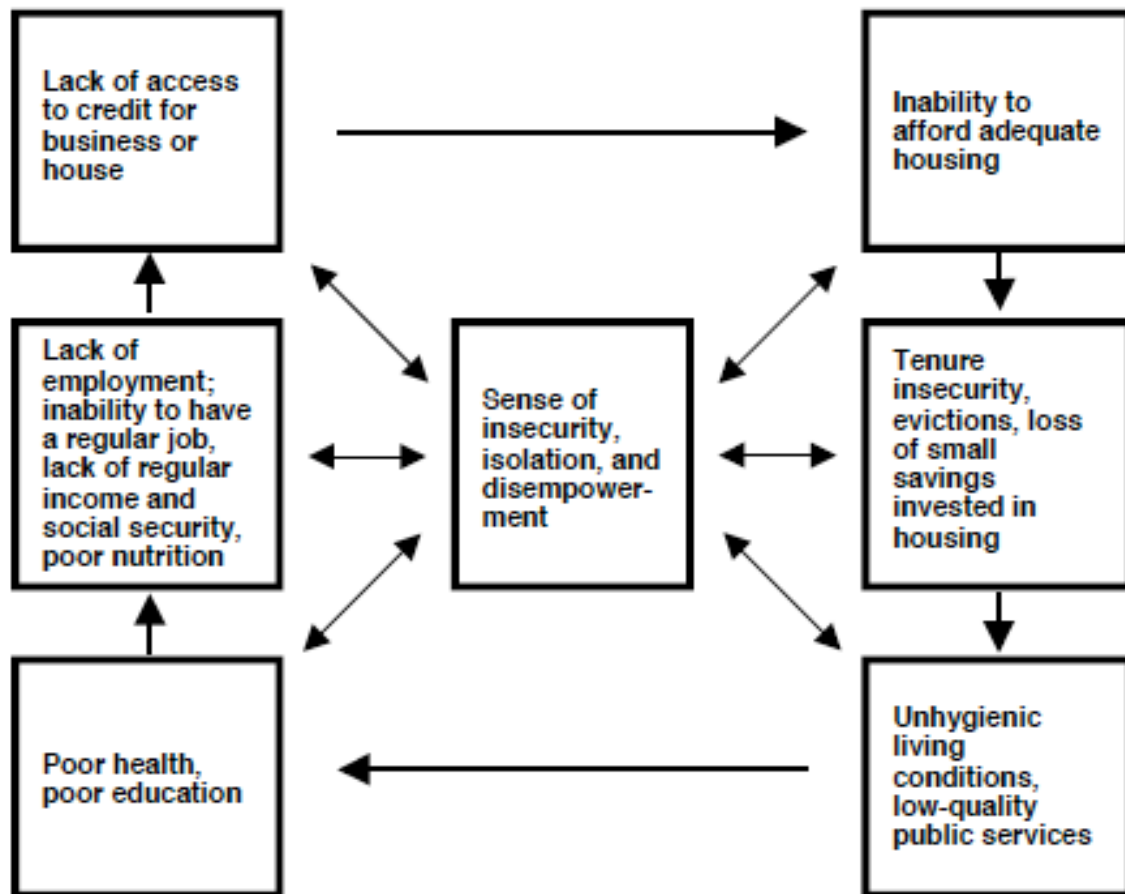 Lack of access
to credit for
business or
house
Inability to
afford adequate
housing
Lack of
employment;
inability to have
a regular job,
lack of regular
income and
social security,
poor nutrition
Sense of
insecurity,
isolation, and
disempower-
ment
Tenure
insecurity,
evictions, loss
of small
savings
invested in
housing
Poor health,
poor education
Unhygienic
living
conditions,
low-quality
public services